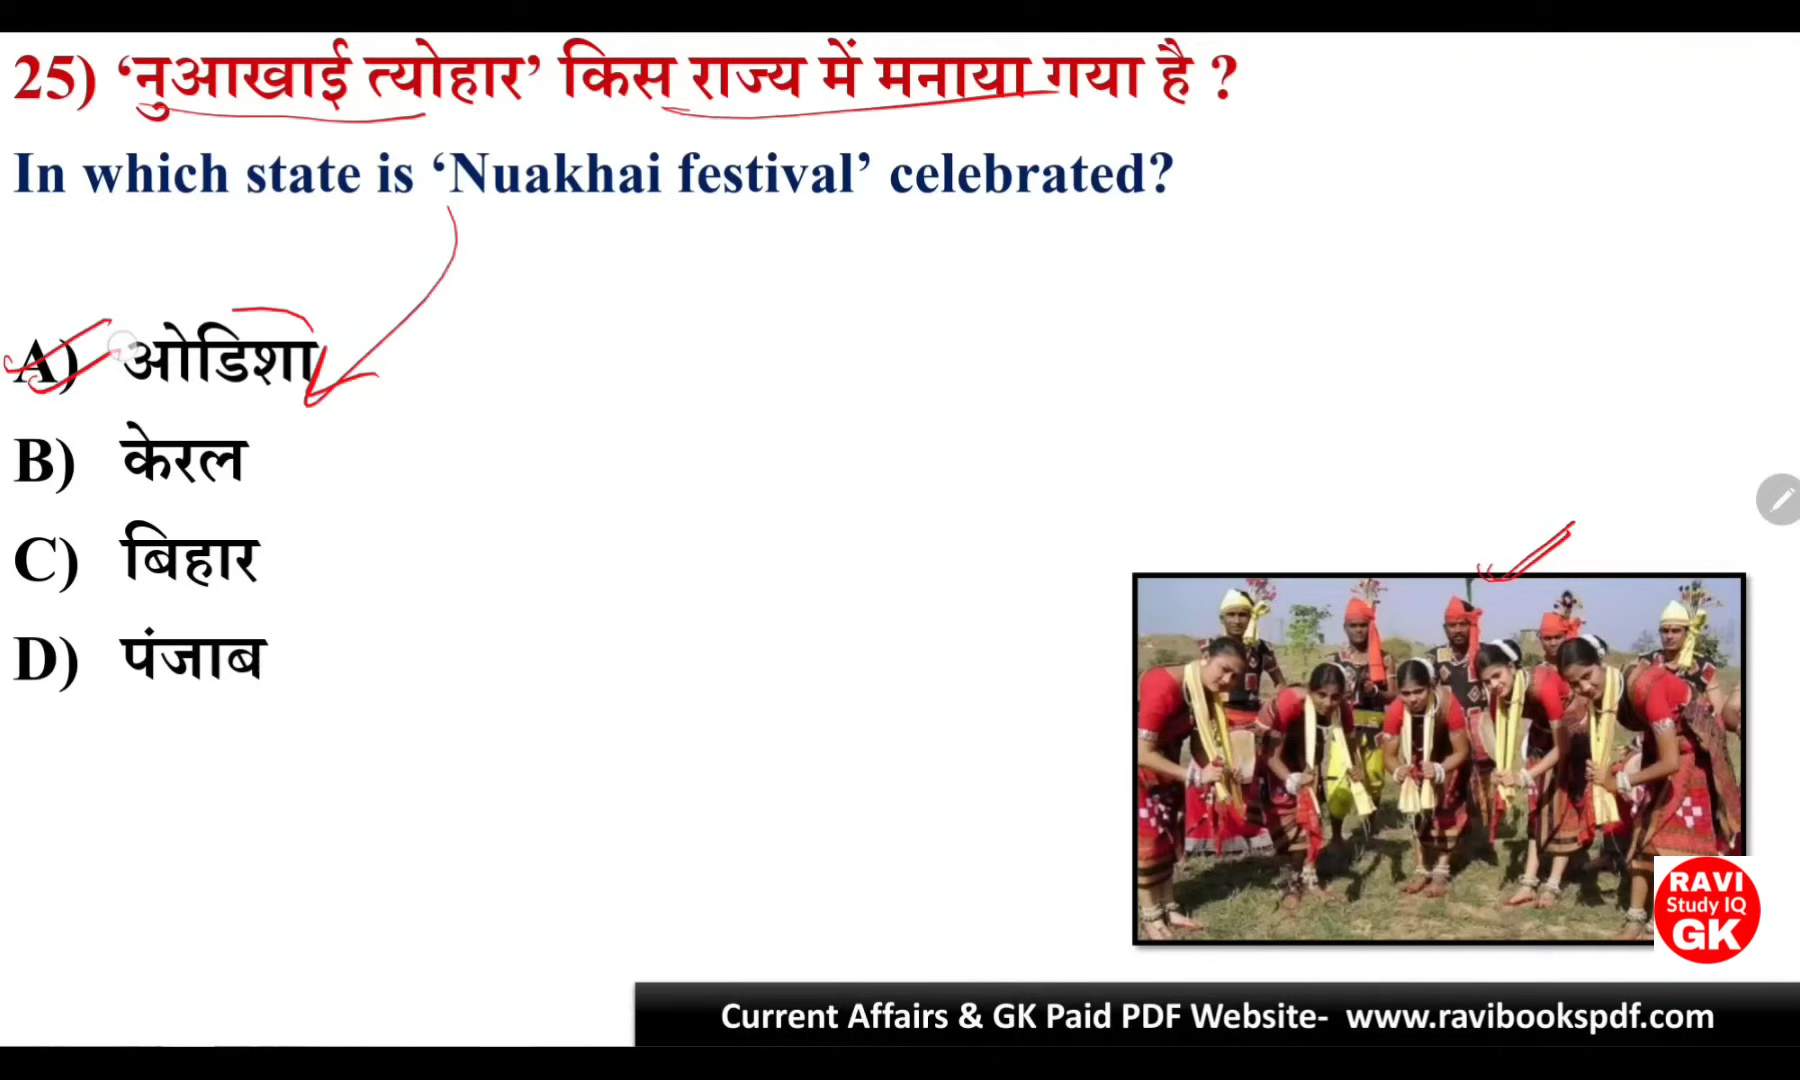 25) ‘नुआखाई त्योहार’ किस राज्य में मनाया गया है ?
In which state is ‘Nuakhai festival’ celebrated?
A) ओडिशा
B) केरल
C) बिहार
D) पंजाब
RAVI
Study IQ
GK
Current Affairs & GK Paid PDF Website- www.ravibookspdf.com